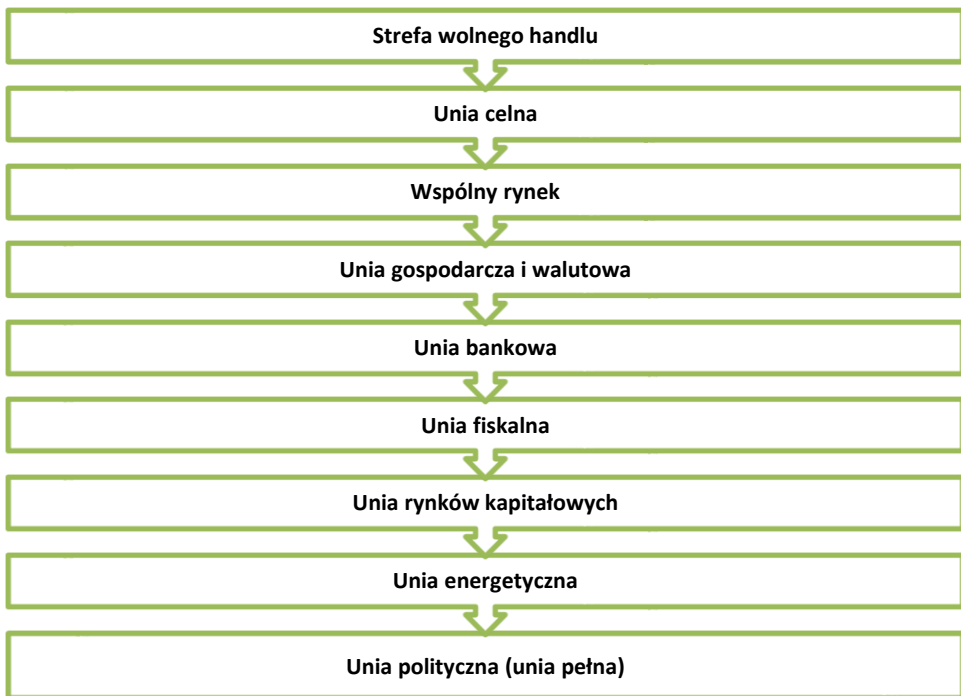 Strefa wolnego handlu
Unia celna
Wspólny rynek
Unia gospodarcza i walutowa
Unia bankowa
Unia fiskalna
Unia rynków kapitałowych
Unia energetyczna
Unia polityczna (unia pełna)